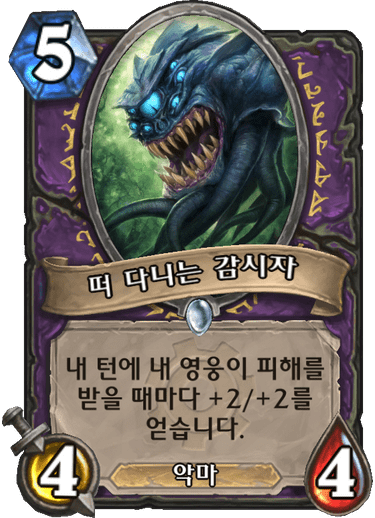 5
떠 다니는 감시자
내 턴에 내 영웅이 피해를
받을 때마다 +2/+2를
얻습니다.
4
악마
4